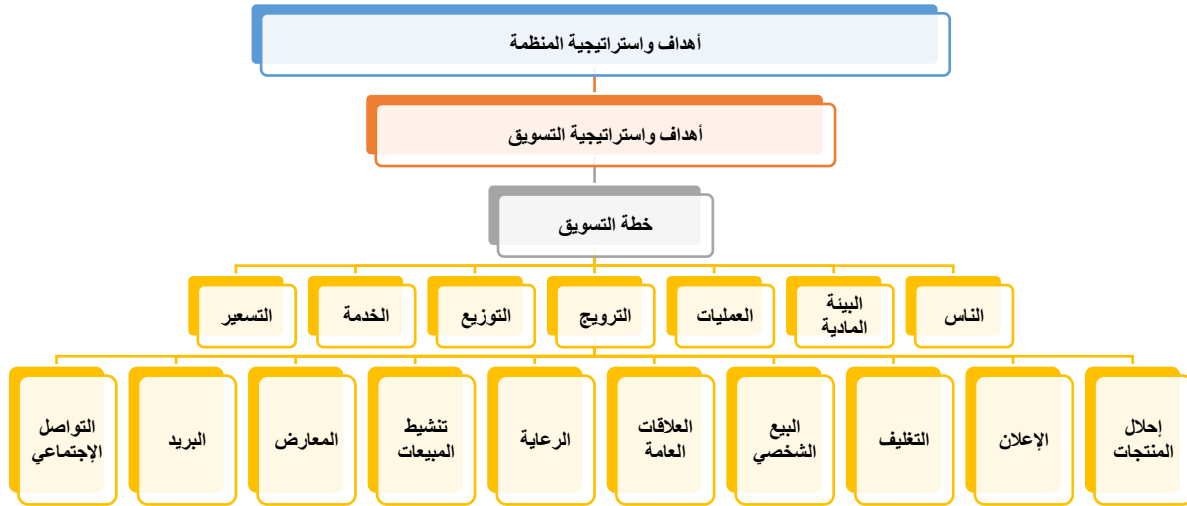 أهداف واستراتيجية المنظمة
أهداف واستراتيجية التسويق
خطة التسويق
الناس
البيئة
المادية
العمليات
الترويج
التوزيع
الخدمة
التسعير
إحلال
المنتجات
الإعلان
التغليف
البيع
الشخصي
العلاقات
العامة
الرعاية
تنشيط
المبيعات
المعارض
البريد
التواصل
الإجتماعي